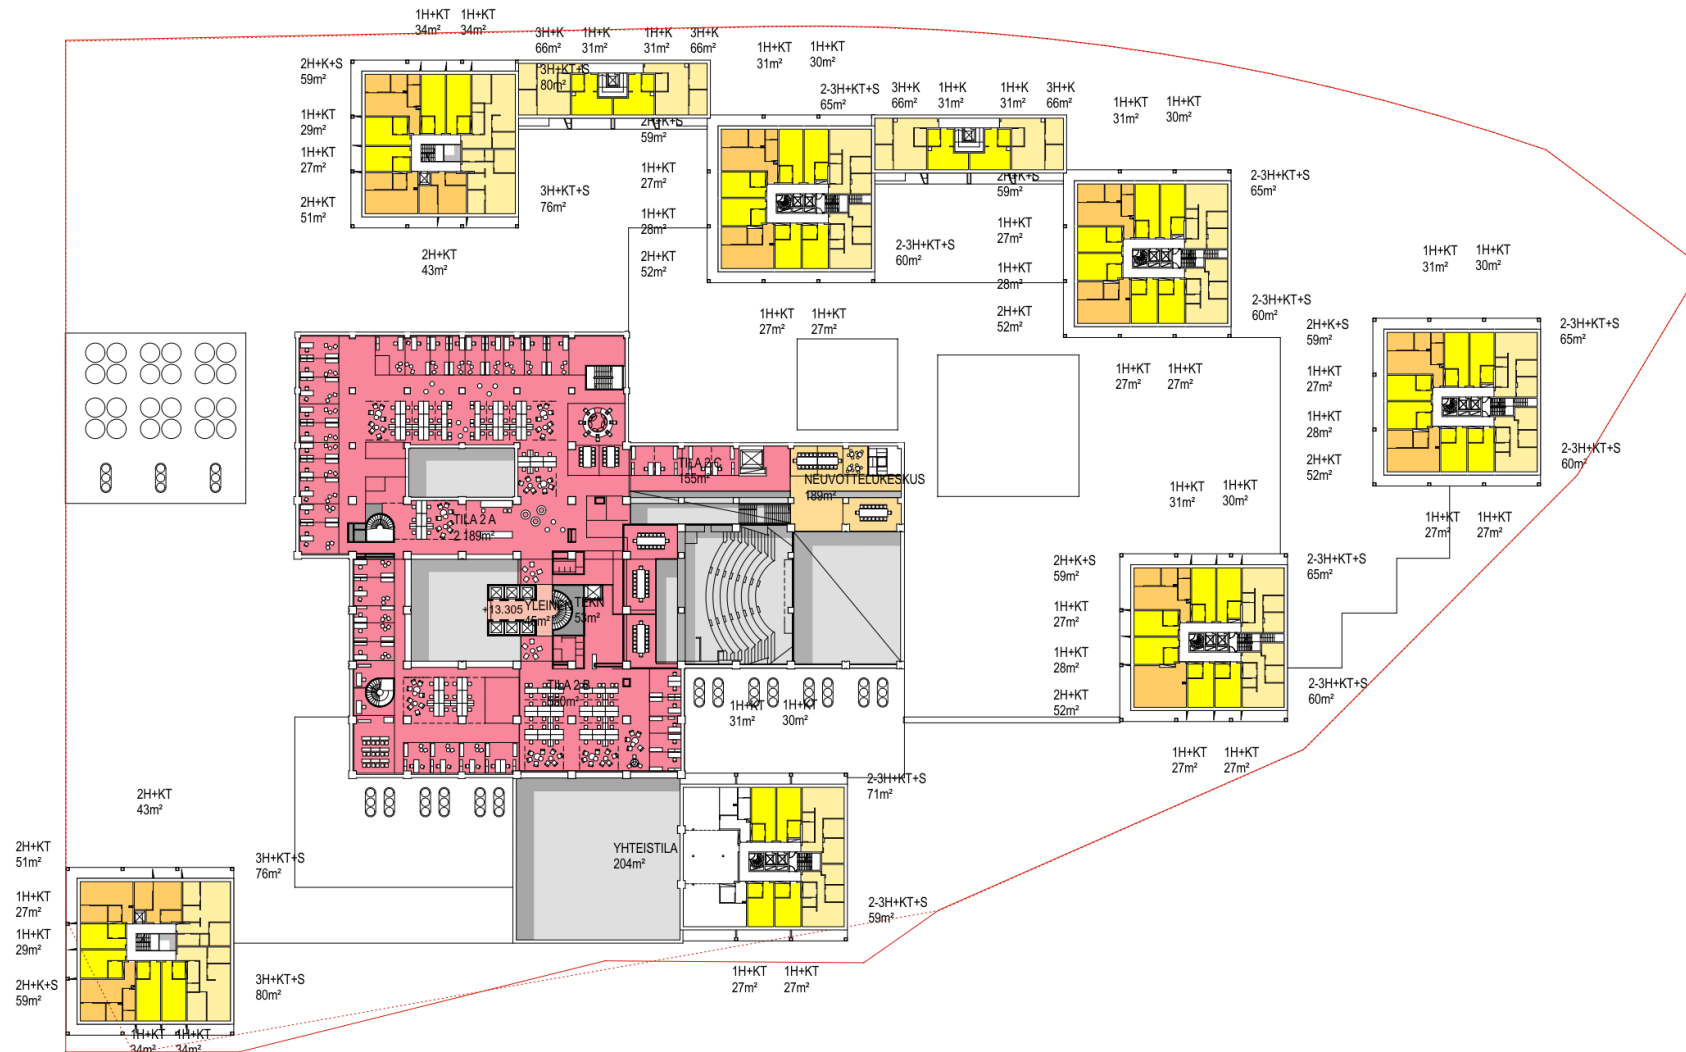 1H+KT 1H+KT
34m² 34m²
2H+K+S
59m²
1H+KT
29m²
1H+KT
27m²
2H+KT
51m²
3H+K 1H+K 1H+K 3H+K
66m² 31m² 31m² 66m²
3H+KT+S
80m²
3H+KT+S
76m²
2H+KT
43m²
1H+KT 1H+KT
31m² 30m²
2-3H+KT+S
65m²
2H+K+S
59m²
1H+KT
27m²
1H+KT
28m²
2H+KT
52m²
2-3H+KT+S
60m²
1H+KT 1H+KT
27m² 27m²
3H+K 1H+K 1H+K 3H+K
66m² 31m² 31m² 66m²
1H+KT 1H+KT
31m² 30m²
2-3H+KT+S
65m²
2H+K+S
59m²
1H+KT
27m²
1H+KT
28m²
2H+KT
52m²
2-3H+KT+S
60m²
1H+KT 1H+KT
27m² 27m²
1H+KT 1H+KT
31m² 30m²
2H+K+S
59m²
1H+KT
27m²
1H+KT
28m²
2H+KT
52m²
2-3H+KT+S
65m²
2-3H+KT+S
60m²
1H+KT 1H+KT
27m² 27m²
1H+KT 1H+KT
31m² 30m²
2H+K+S
59m²
1H+KT
27m²
1H+KT
28m²
2H+KT
52m²
2-3H+KT+S
65m²
2-3H+KT+S
60m²
1H+KT 1H+KT
27m² 27m²
TILA 2 C
155m²
NEUVOTTELUKESKUS
189m²
TILA 2 A
2 189m²
+13.305 YLEINEN TEKN
45m² 53m²
TILA 2 B
1H+KT 1H+KT
31m² 30m²
2-3H+KT+S
71m²
YHTEISTILA
204m²
2-3H+KT+S
59m²
1H+KT 1H+KT
27m² 27m²
2H+KT
43m²
2H+KT
51m²
1H+KT
27m²
1H+KT
29m²
2H+K+S
59m²
3H+KT+S
76m²
3H+KT+S
80m²
1H+KT 1H+KT
34m² 34m²